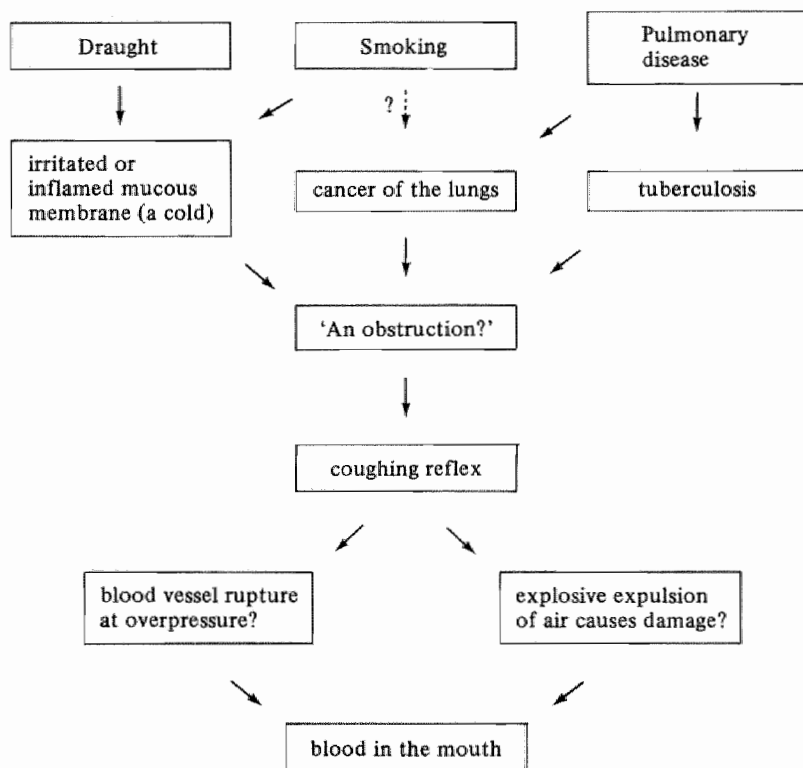 Draught
Smoking
Pulmonary
disease
?
irritated or
inflamed mucous
membrane (a cold)
cancer of the lungs
tuberculosis
‘An obstruction?’
coughing reflex
blood vessel rupture
at overpressure?
explosive expulsion
of air causes damage?
blood in the mouth